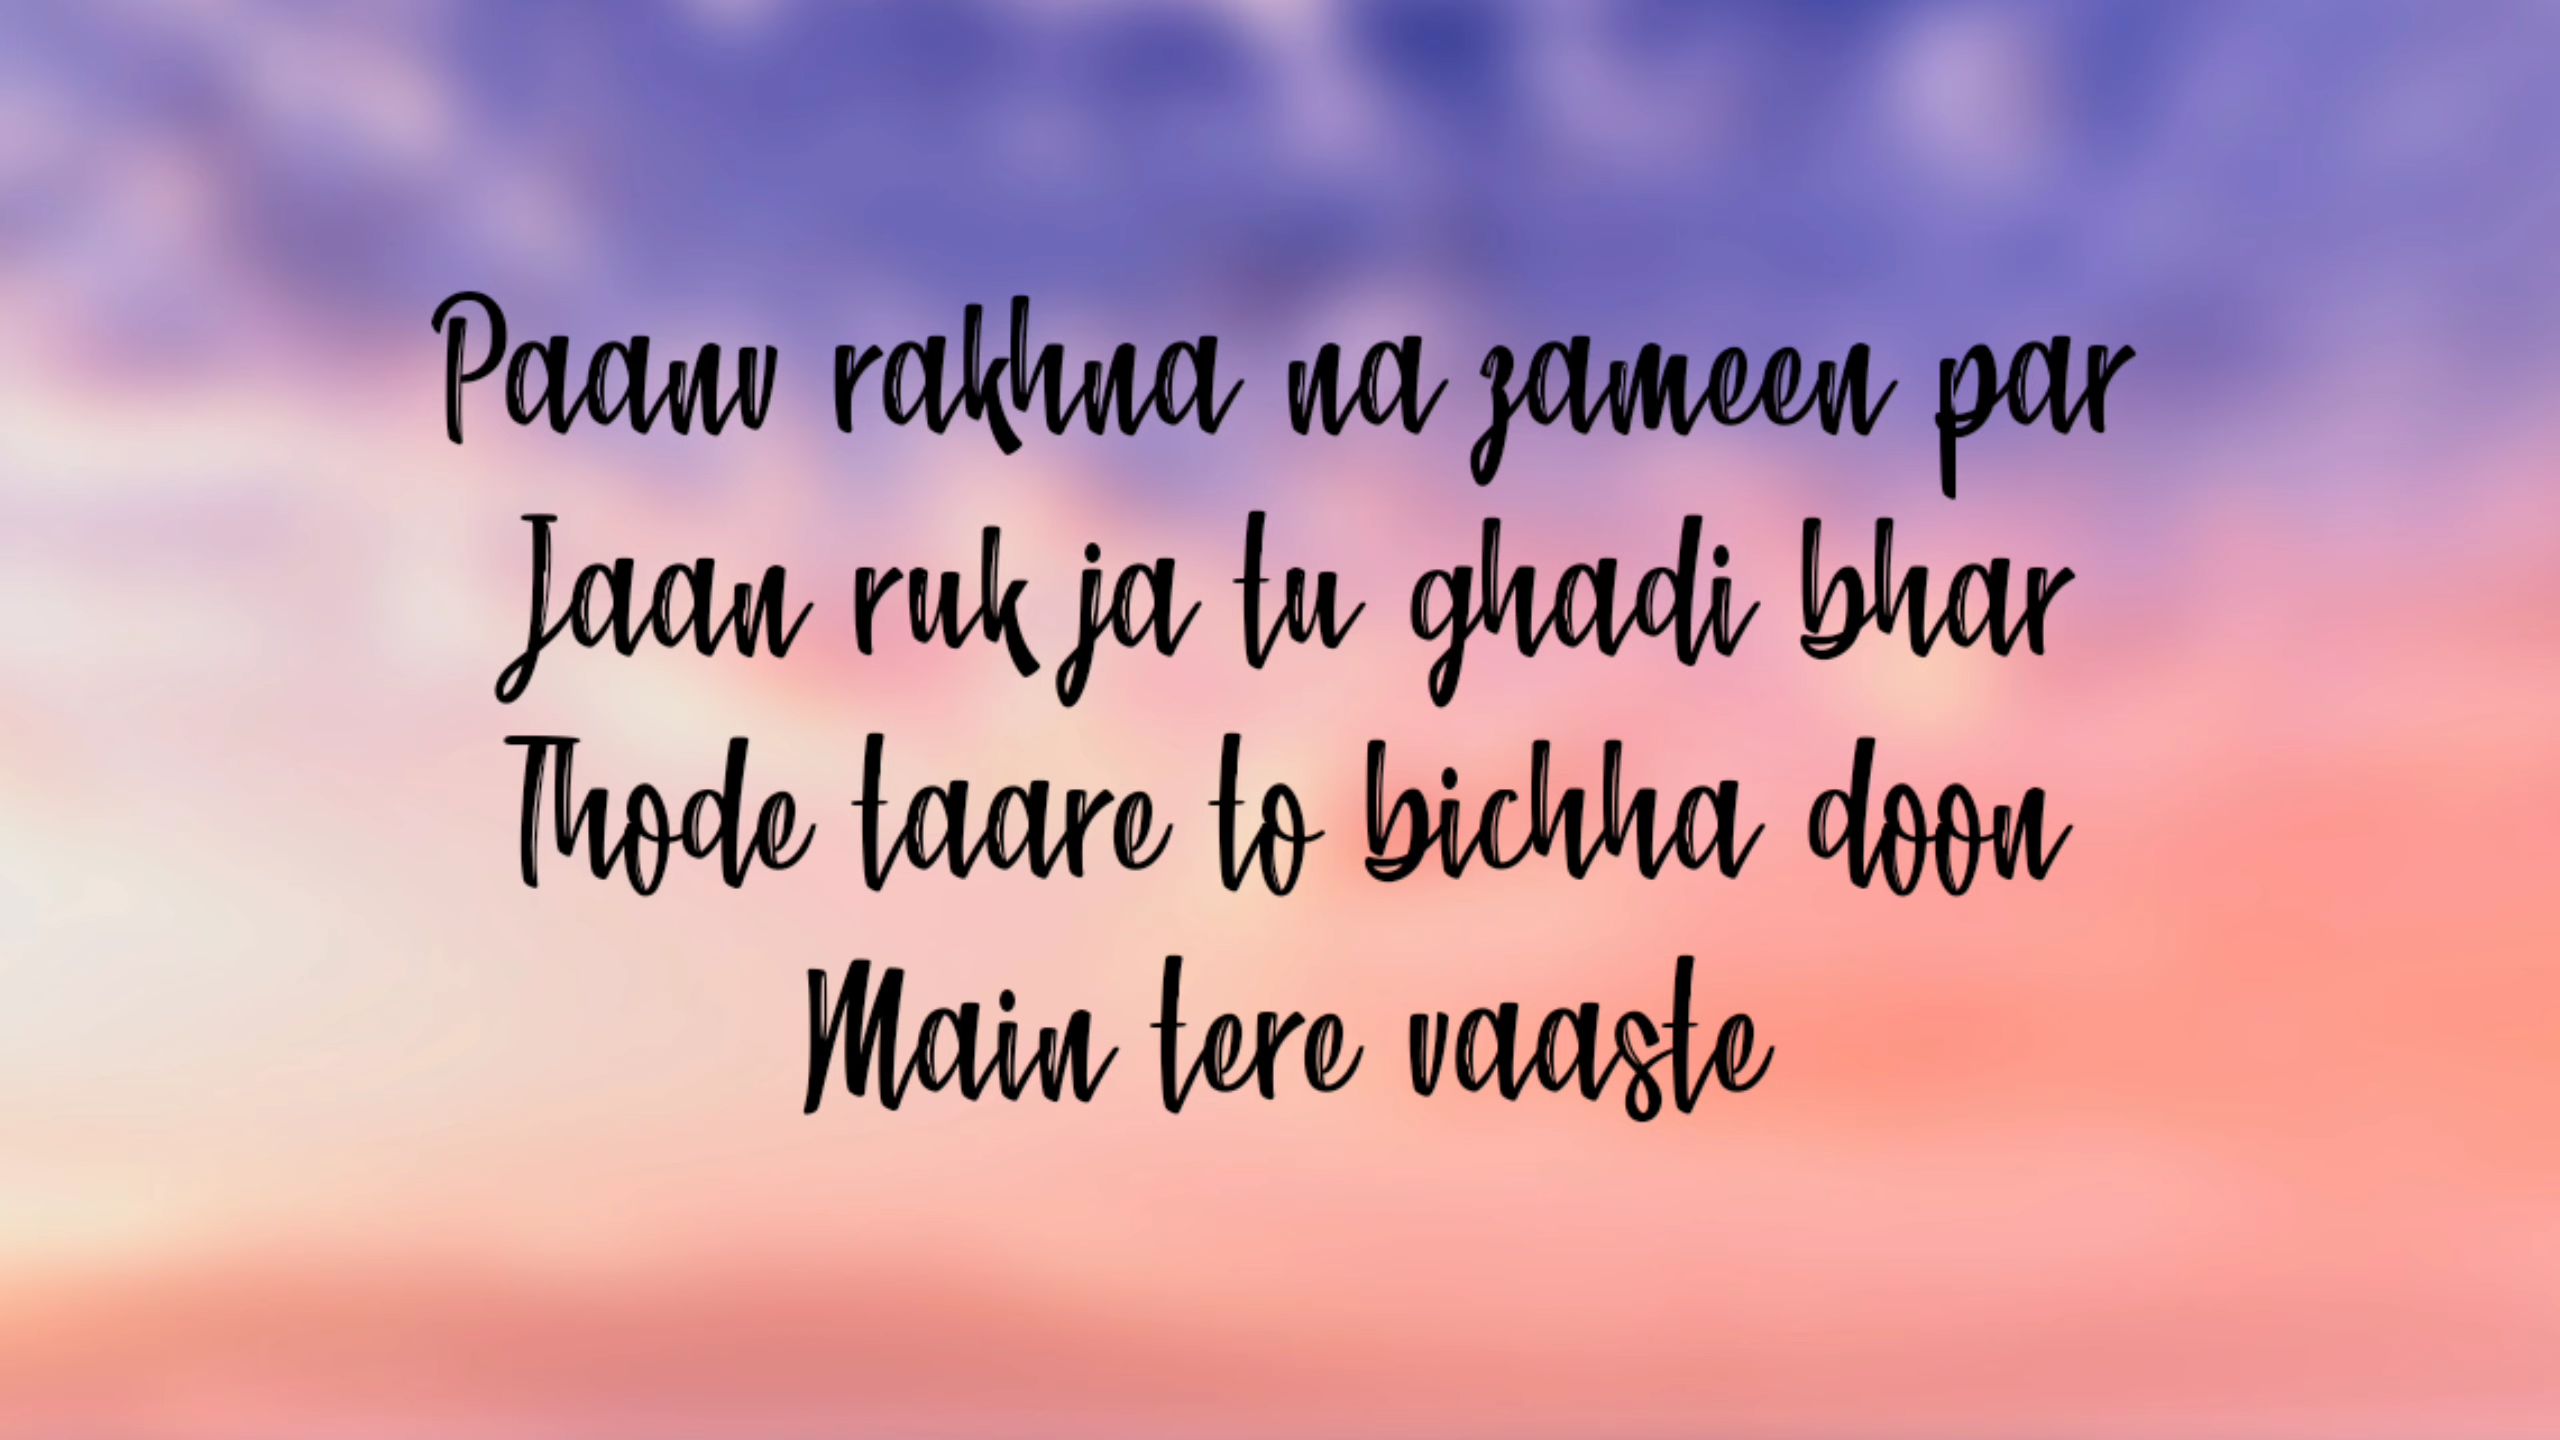 Paanv rakhna na zameen par
Jaan ruk ja tu ghadi bhar
Thode taare to bichha doon
Main tere vaaste